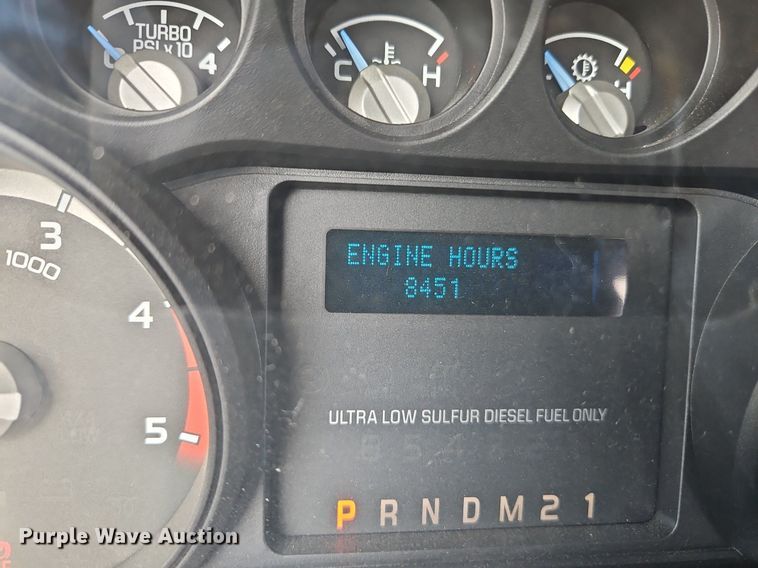 TURBO
PSI x 10
0 4
C H
H
3
1000
4
5
ENGINE HOURS
8451
ULTRA LOW SULFUR DIESEL FUEL ONLY
P R N D M 2 1
Purple Wave Auction